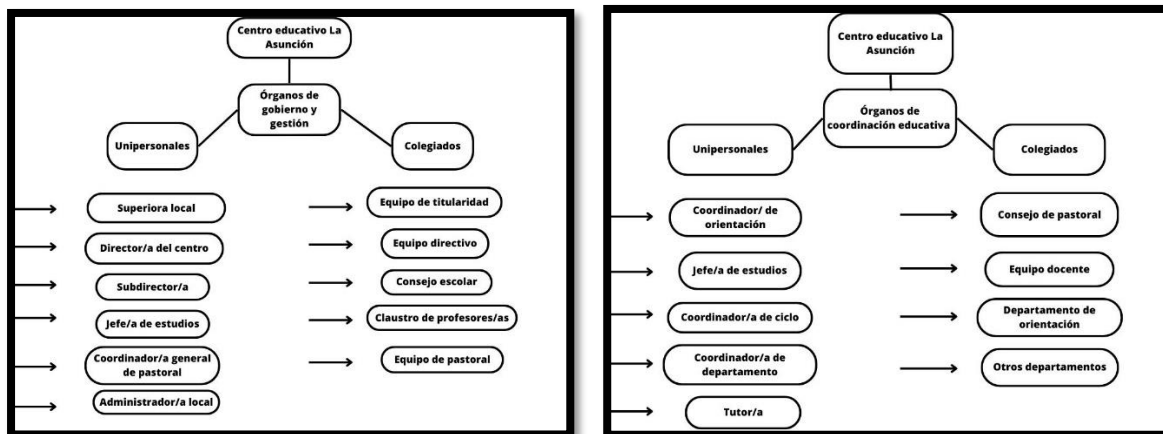 Centro educativo La
Asunción
Órganos de
gobierno y
gestión
Unipersonales
Colegiados
Superiora local
Director/a del centro
Subdirector/a
Jefe/a de estudios
Coordinador/a general
de pastoral
Administrador/a local
Equipo de titularidad
Equipo directivo
Consejo escolar
Claustro de profesores/as
Equipo de pastoral
Centro educativo La
Asunción
Órganos de
coordinación educativa
Unipersonales
Colegiados
Coordinador/ de
orientación
Jefe/a de estudios
Coordinador/a de ciclo
Coordinador/a de
departamento
Tutor/a
Consejo de pastoral
Equipo docente
Departamento de
orientación
Otros departamentos